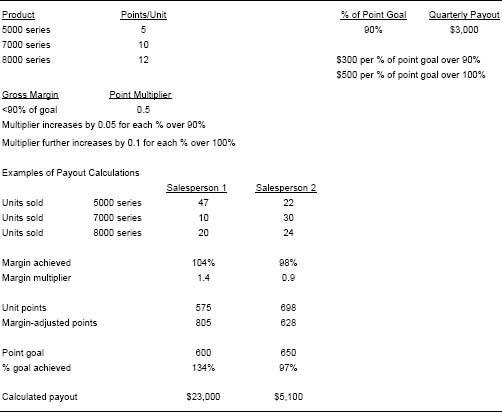 Product Points/Unit % of Point Goal Quarterly Payout
5000 series 5 90% $3,000
7000 series 10
8000 series 12 $300 per % of point goal over 90%
$500 per % of point goal over 100%
Gross Margin Point Multiplier
<90% of goal 0.5
Multiplier increases by 0.05 for each % over 90%
Multiplier further increases by 0.1 for each % over 100%
Examples of Payout Calculations
Salesperson 1 Salesperson 2
Units sold 5000 series 47 22
Units sold 7000 series 10 30
Units sold 8000 series 20 24
Margin achieved 104% 98%
Margin multiplier 1.4 0.9
Unit points 575 698
Margin-adjusted points 805 628
Point goal 600 650
% goal achieved 134% 97%
Calculated payout $23,000 $5,100